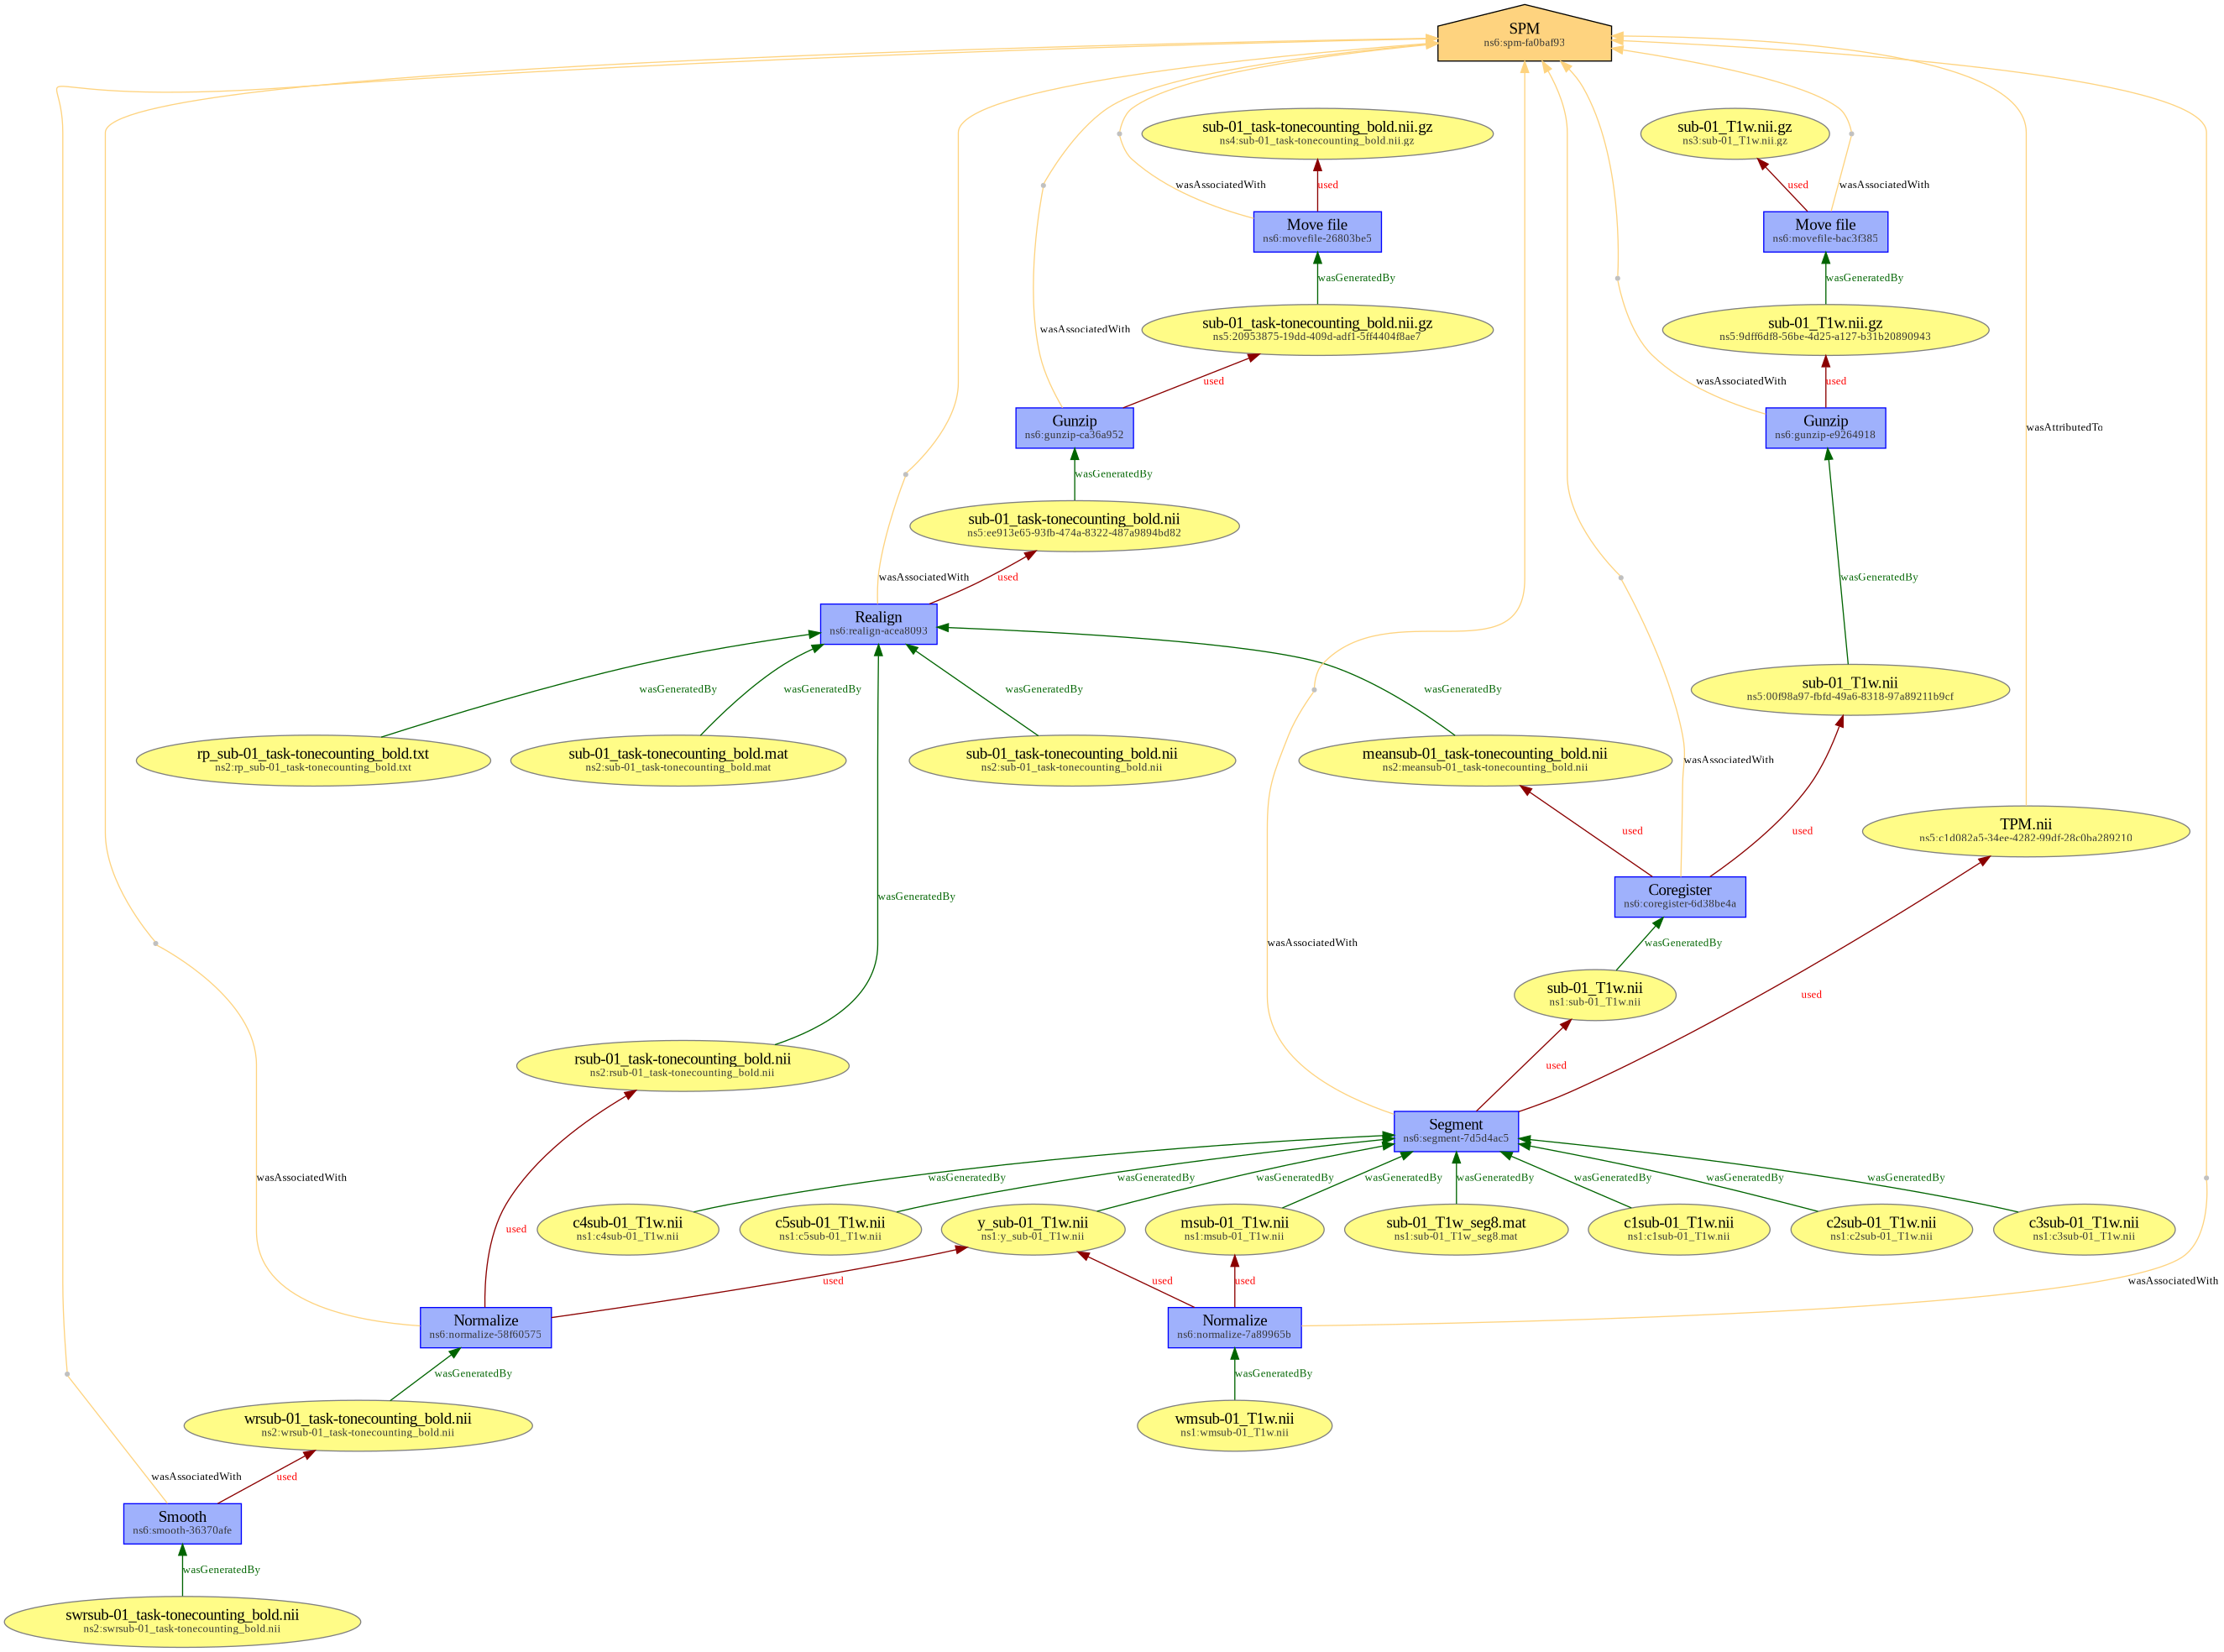 SPM
ns6:spm-fa0baf93
sub-01_task-tonecounting_bold.nii.gz
ns4:sub-01_task-tonecounting_bold.nii.gz
sub-01_T1w.nii.gz
ns3:sub-01_T1w.nii.gz
wasAssociatedWith
used
used
wasAssociatedWith
Move file
ns6:movefile-26803be5
Move file
ns6:movefile-bac3f385
wasGeneratedBy
wasGeneratedBy
wasAssociatedWith
sub-01_task-tonecounting_bold.nii.gz
ns5:20953875-19dd-409d-adf1-5ff4404f8ae7
sub-01_T1w.nii.gz
ns5:9dff6df8-56be-4d25-a127-b31b20890943
used
wasAssociatedWith
used
Gunzip
ns6:gunzip-ca36a952
Gunzip
ns6:gunzip-e9264918
wasAttributedTo
wasGeneratedBy
sub-01_task-tonecounting_bold.nii
ns5:ee913e65-93fb-474a-8322-487a9894bd82
wasAssociatedWith
used
wasGeneratedBy
Realign
ns6:realign-acea8093
wasGeneratedBy
wasGeneratedBy
wasGeneratedBy
wasGeneratedBy
sub-01_T1w.nii
ns5:00f98a97-fbfd-49a6-8318-97a89211b9cf
rp_sub-01_task-tonecounting_bold.txt
ns2:rp_sub-01_task-tonecounting_bold.txt
sub-01_task-tonecounting_bold.mat
ns2:sub-01_task-tonecounting_bold.mat
sub-01_task-tonecounting_bold.nii
ns2:sub-01_task-tonecounting_bold.nii
meansub-01_task-tonecounting_bold.nii
ns2:meansub-01_task-tonecounting_bold.nii
wasAssociatedWith
used
used
TPM.nii
ns5:c1d082a5-34ee-4282-99df-28c0ba289210
wasGeneratedBy
Coregister
ns6:coregister-6d38be4a
wasAssociatedWith
wasGeneratedBy
sub-01_T1w.nii
ns1:sub-01_T1w.nii
used
rsub-01_task-tonecounting_bold.nii
ns2:rsub-01_task-tonecounting_bold.nii
used
Segment
ns6:segment-7d5d4ac5
wasAssociatedWith
wasGeneratedBy
wasGeneratedBy
wasGeneratedBy
wasGeneratedBy
wasGeneratedBy
wasGeneratedBy
wasGeneratedBy
wasGeneratedBy
used
c4sub-01_T1w.nii
ns1:c4sub-01_T1w.nii
c5sub-01_T1w.nii
ns1:c5sub-01_T1w.nii
y_sub-01_T1w.nii
ns1:y_sub-01_T1w.nii
msub-01_T1w.nii
ns1:msub-01_T1w.nii
sub-01_T1w_seg8.mat
ns1:sub-01_T1w_seg8.mat
c1sub-01_T1w.nii
ns1:c1sub-01_T1w.nii
c2sub-01_T1w.nii
ns1:c2sub-01_T1w.nii
c3sub-01_T1w.nii
ns1:c3sub-01_T1w.nii
used
used
used
wasAssociatedWith
Normalize
ns6:normalize-58f60575
Normalize
ns6:normalize-7a89965b
wasGeneratedBy
wasGeneratedBy
wrsub-01_task-tonecounting_bold.nii
ns2:wrsub-01_task-tonecounting_bold.nii
wmsub-01_T1w.nii
ns1:wmsub-01_T1w.nii
wasAssociatedWith
used
Smooth
ns6:smooth-36370afe
wasGeneratedBy
swrsub-01_task-tonecounting_bold.nii
ns2:swrsub-01_task-tonecounting_bold.nii